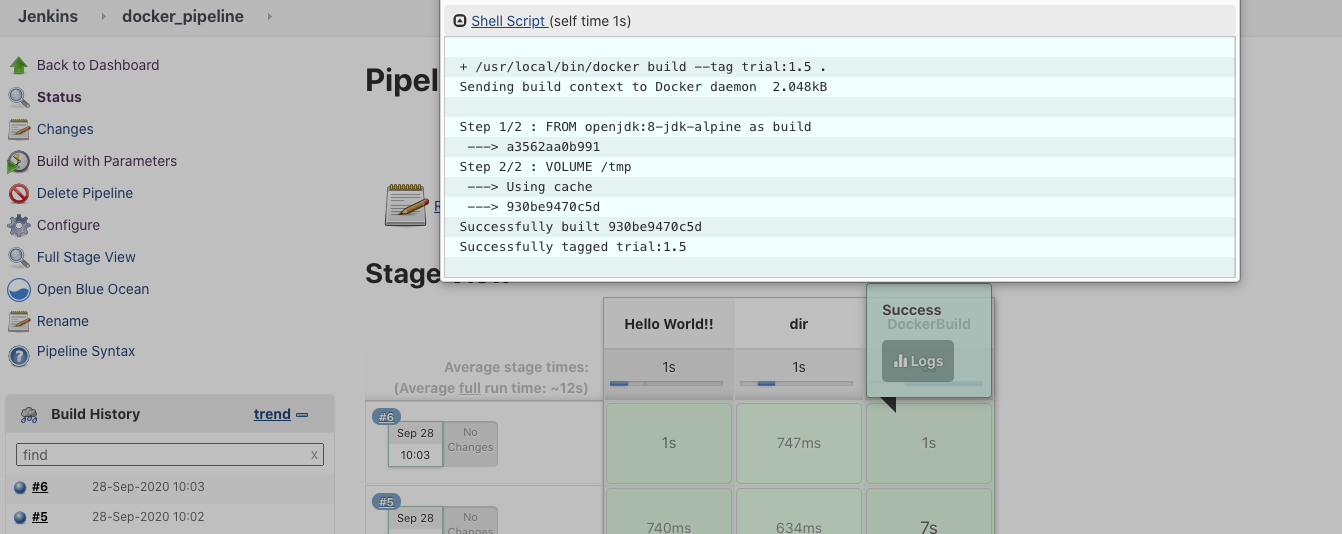 Jenkins docker_pipeline
Shell Script (self time 1s)
+ /usr/local/bin/docker build --tag trial:1.5 .
Sending build context to Docker daemon  2.048kB
Step 1/2 : FROM openjdk:8-jdk-alpine as build
---> a3562aa0b991
Step 2/2 : VOLUME /tmp
---> Using cache
---> 930be9470c5d
Successfully built 930be9470c5d
Successfully tagged trial:1.5
Back to Dashboard
Status
Changes
Build with Parameters
Delete Pipeline
Configure
Full Stage View
Open Blue Ocean
Rename
Pipeline Syntax
Build History trend
find x
#6 28-Sep-2020 10:03
#5 28-Sep-2020 10:02
Stage
Success
Hello World!! dir DockerBuild
Logs
Average stage times: 1s 1s
(Average full run time: ~12s)
#6
Sep 28
10:03
No
Changes
1s 747ms 1s
#5
Sep 28
No
Changes
740ms 634ms 7s